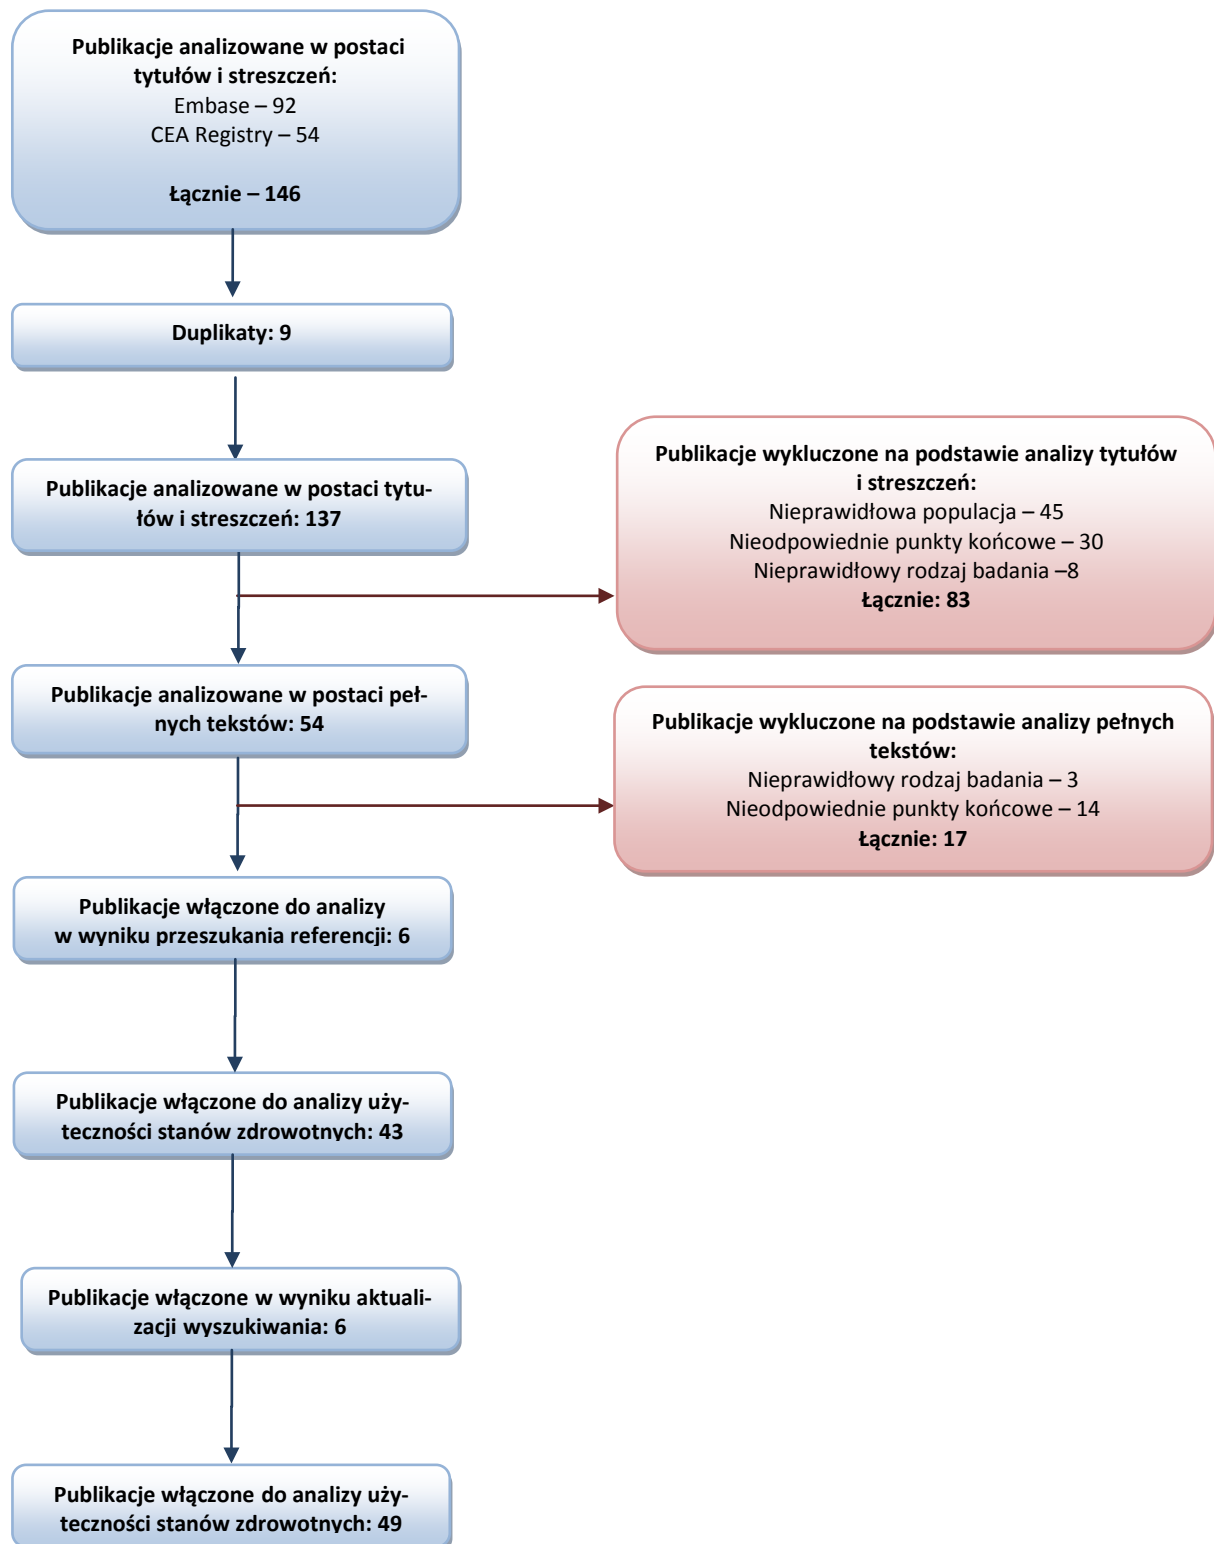 Publikacje analizowane w postaci
tytułów i streszczeń:
Embase – 92
CEA Registry – 54
Łącznie – 146
Duplikaty: 9
Publikacje analizowane w postaci tytu-
łów i streszczeń: 137
Publikacje wykluczone na podstawie analizy tytułów
i streszczeń:
Nieprawidłowa populacja – 45
Nieodpowiednie punkty końcowe – 30
Nieprawidłowy rodzaj badania –8
Łącznie: 83
Publikacje analizowane w postaci peł-
nych tekstów: 54
Publikacje wykluczone na podstawie analizy pełnych
tekstów:
Nieprawidłowy rodzaj badania – 3
Nieodpowiednie punkty końcowe – 14
Łącznie: 17
Publikacje włączone do analizy
w wyniku przeszukania referencji: 6
Publikacje włączone do analizy uży-
teczności stanów zdrowotnych: 43
Publikacje włączone w wyniku aktuali-
zacji wyszukiwania: 6
Publikacje włączone do analizy uży-
teczności stanów zdrowotnych: 49